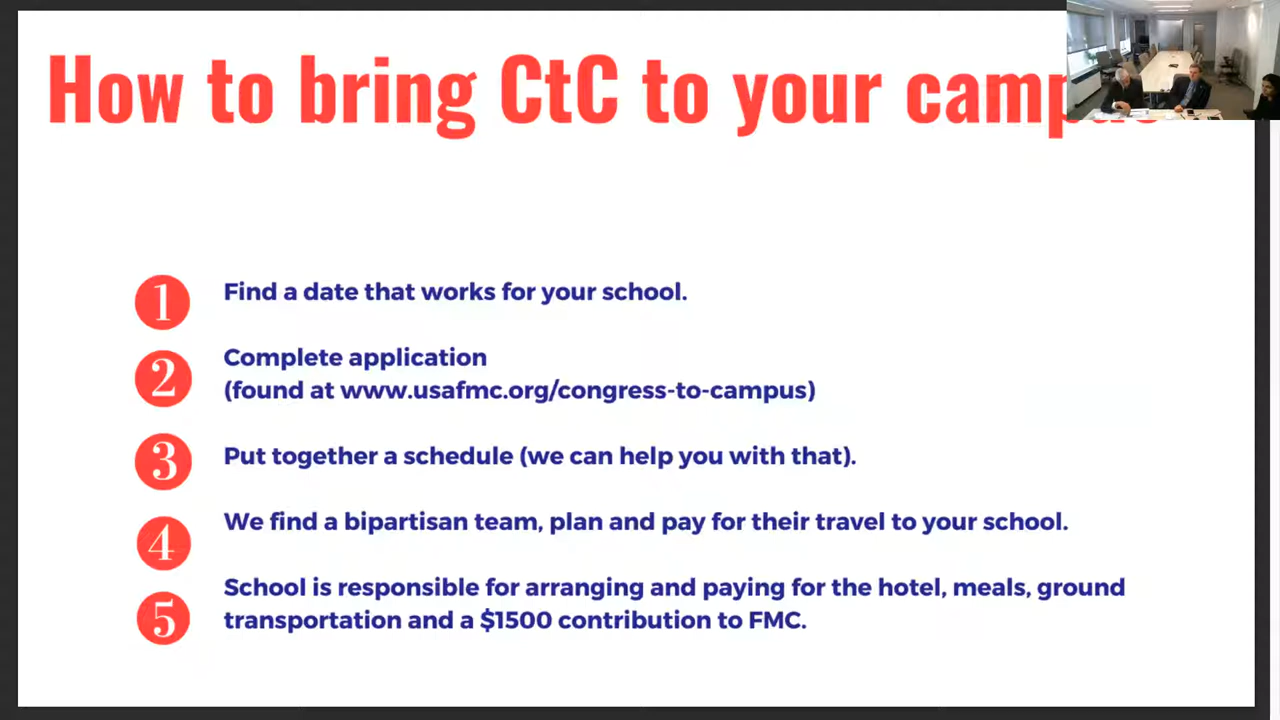 How to bring CtC to your
1 Find a date that works for your school.
2 Complete application
(found at www.usafmc.org/congress-to-campus)
3 Put together a schedule (we can help you with that).
4 We find a bipartisan team, plan and pay for their travel to your school.
5 School is responsible for arranging and paying for the hotel, meals, ground
transportation and a $1500 contribution to FMC.